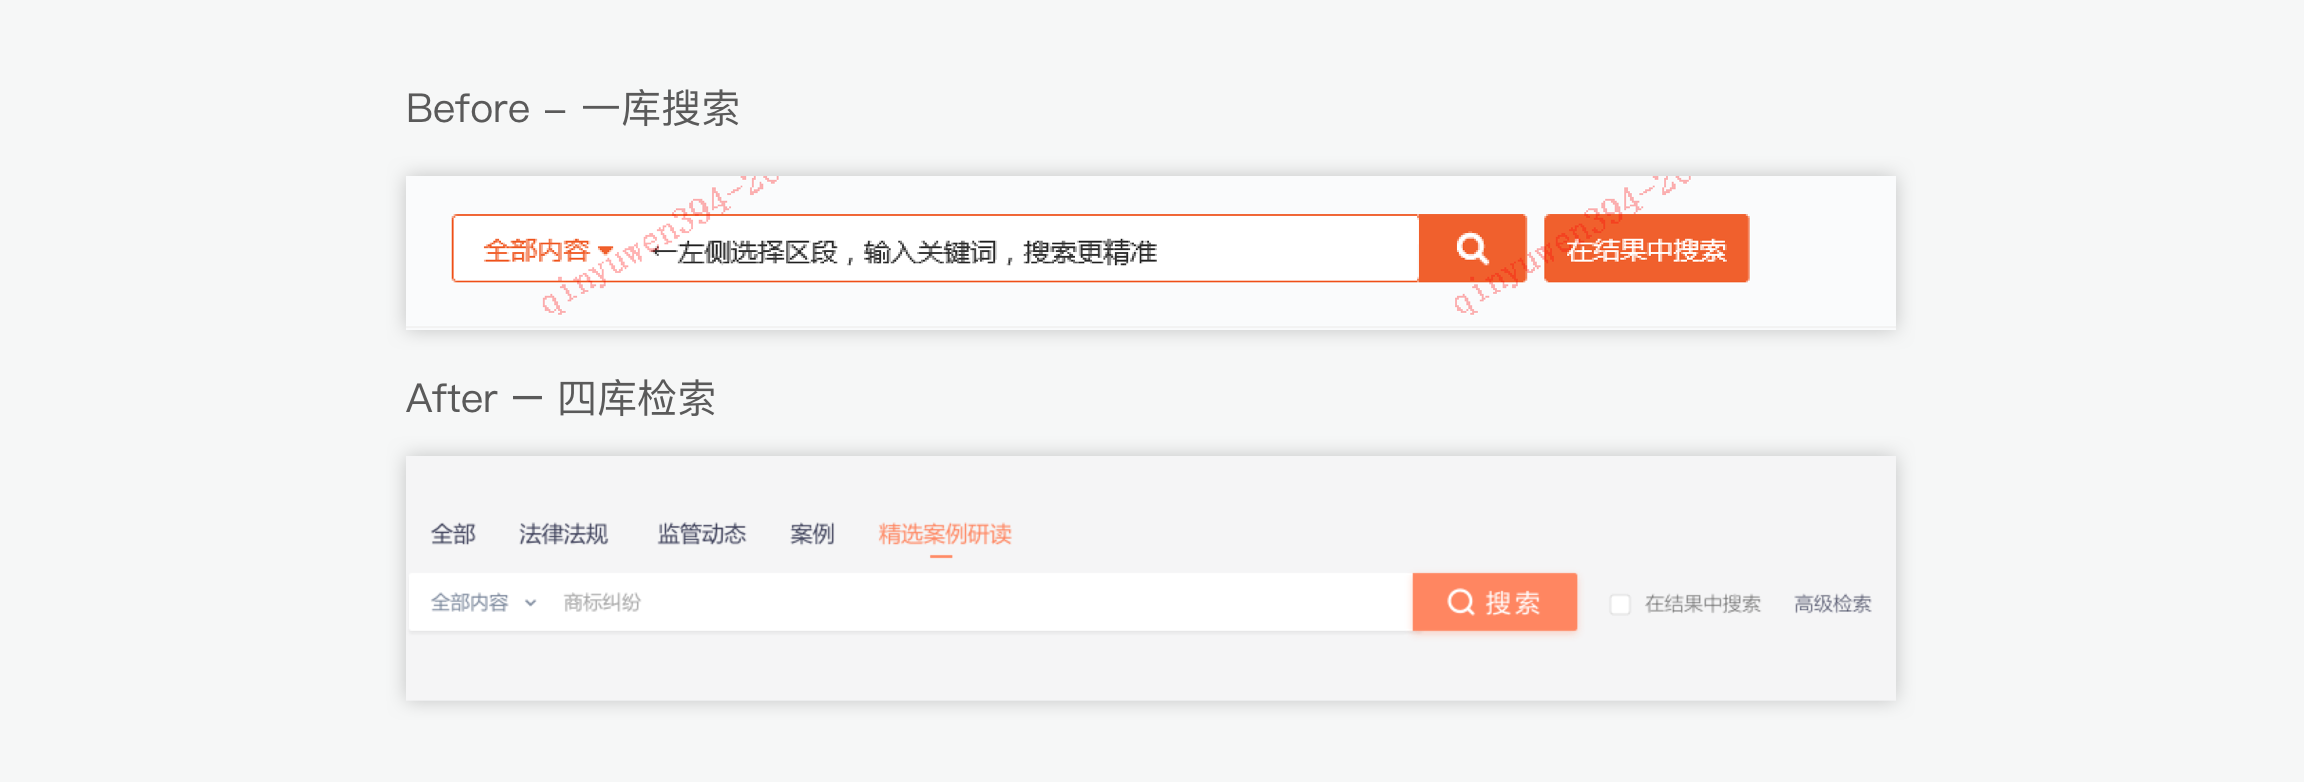 Before - 一库搜索
全部内容 ←左侧选择区段，输入关键词，搜索更精准 在结果中搜索
qinyuwen394-2 qinyuwen394-2
After — 四库检索
全部 法律法规 监管动态 案例 精选案例研读
全部内容 商标纠纷 搜索 在结果中搜索 高级检索